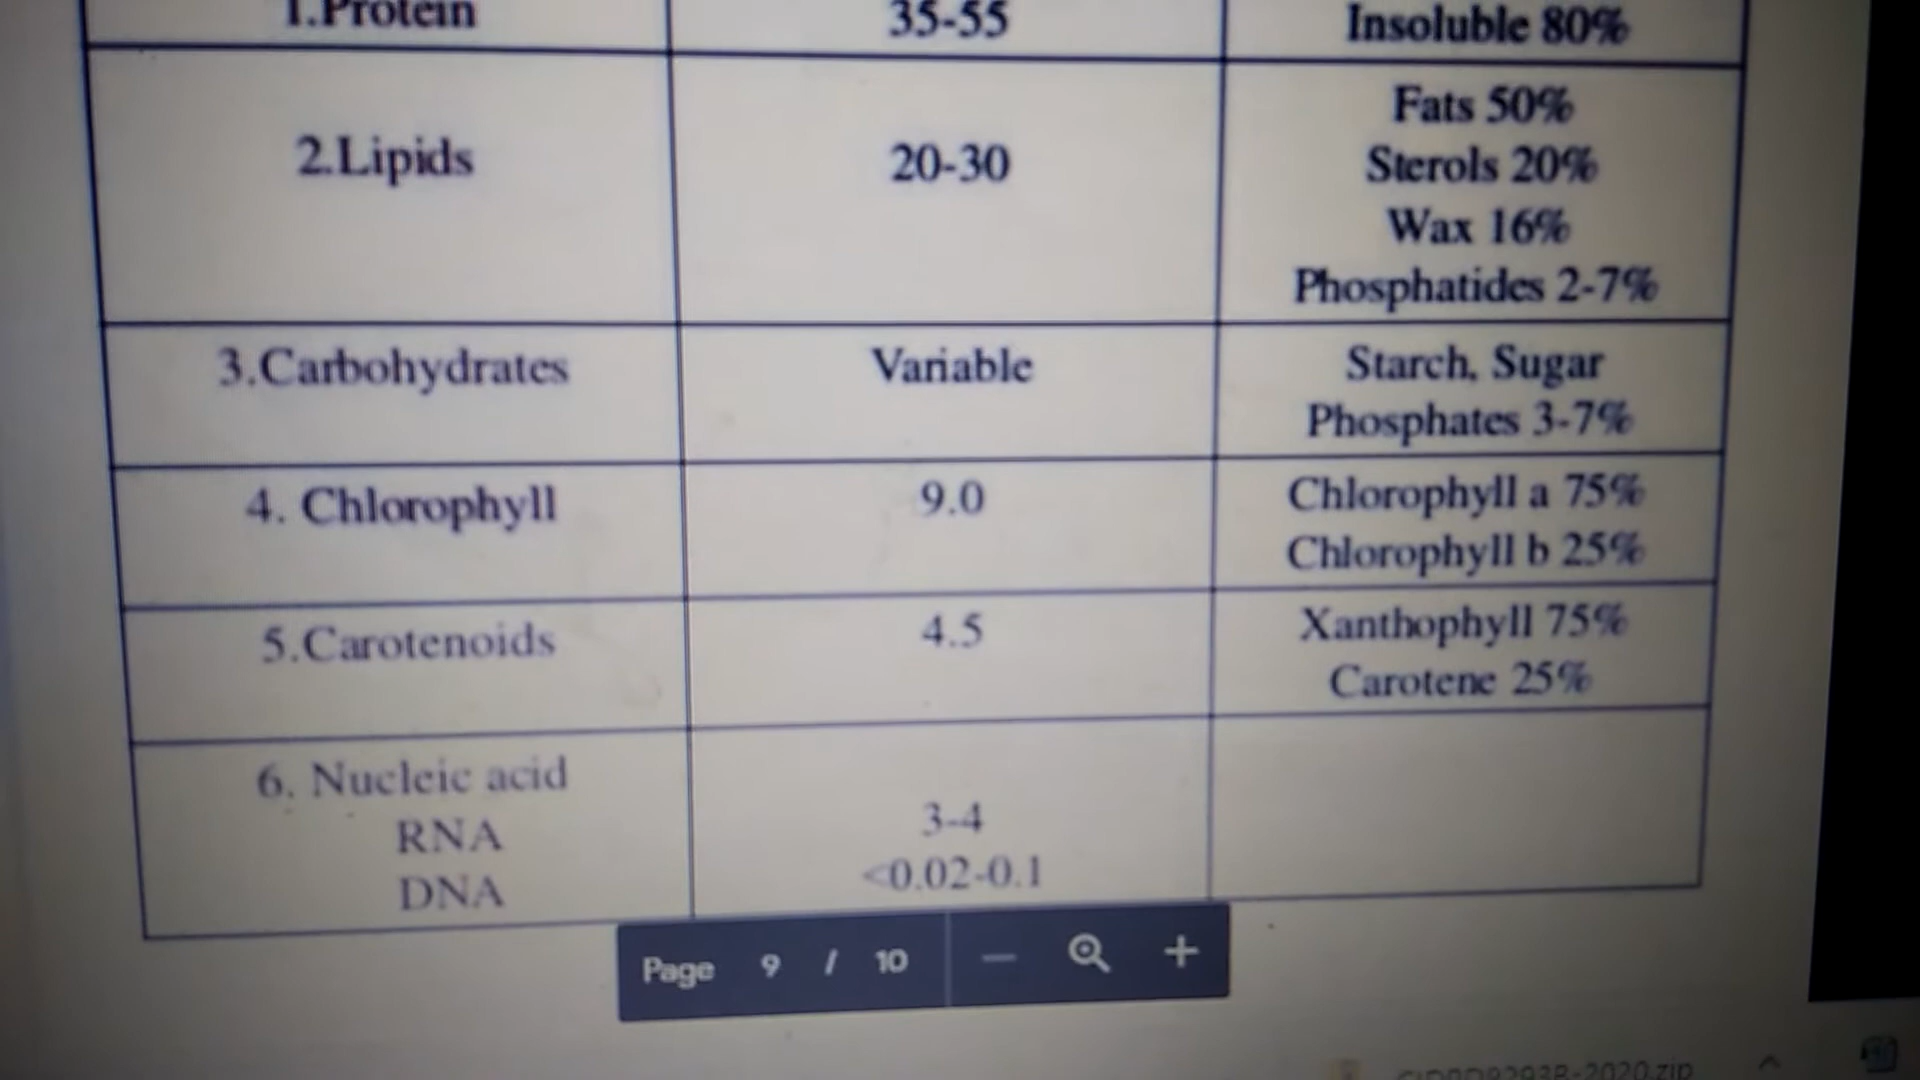 1.Protein 35-55 Insoluble 80%
2.Lipids 20-30 Fats 50%
Sterols 20%
Wax 16%
Phosphatides 2-7%
3.Carbohydrates Variable Starch, Sugar
Phosphates 3-7%
4. Chlorophyll 9.0 Chlorophyll a 75%
Chlorophyll b 25%
5.Carotenoids 4.5 Xanthophyll 75%
Carotene 25%
6. Nucleic acid
RNA 3-4
DNA <0.02-0.1
Page 9 / 10